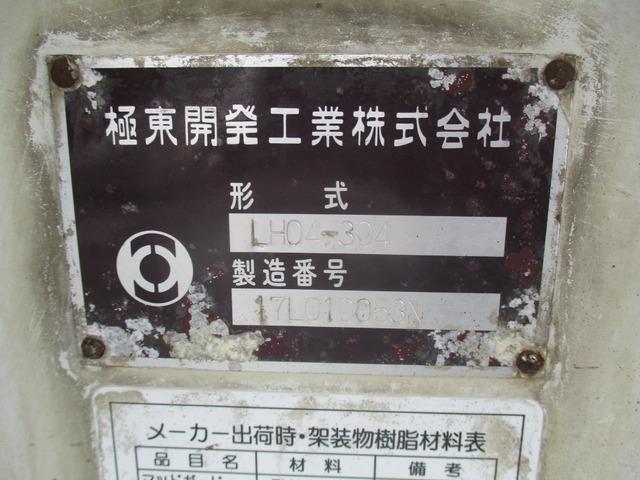 極東開発工業株式会社
形 式
LH04-304
製造番号
メーカー出荷時・架装物樹脂材料表
品目名 材料 備考